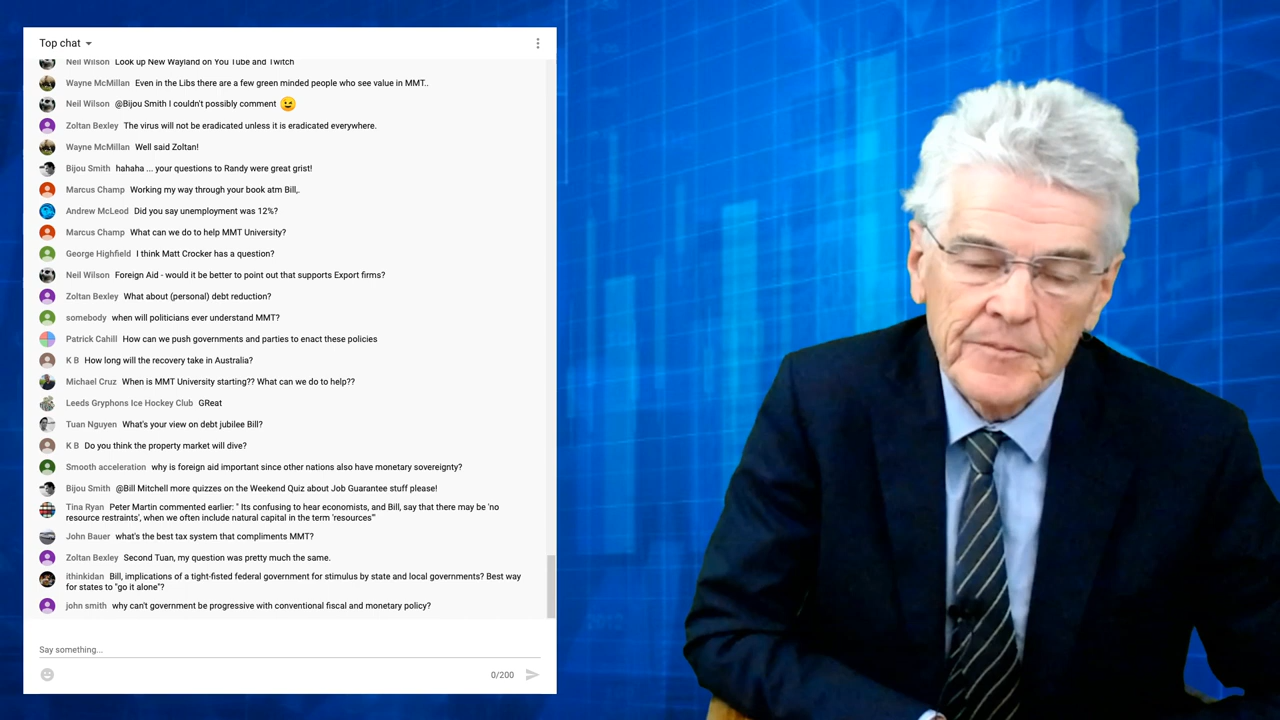 Top chat
Neil Wilson Look up New Wayland on You Tube and Twitch
Wayne McMillan Even in the Libs there are a few green minded people who see value in MMT..
Neil Wilson @Bijou Smith I couldn't possibly comment 😉
Zoltan Bexley The virus will not be eradicated unless it is eradicated everywhere.
Wayne McMillan Well said Zoltan!
Bijou Smith hahaha ... your questions to Randy were great grist!
Marcus Champ Working my way through your book atm Bill,.
Andrew McLeod Did you say unemployment was 12%?
Marcus Champ What can we do to help MMT University?
George Highfield I think Matt Crocker has a question?
Neil Wilson Foreign Aid - would it be better to point out that supports Export firms?
Zoltan Bexley What about (personal) debt reduction?
somebody when will politicians ever understand MMT?
Patrick Cahill How can we push governments and parties to enact these policies
K B How long will the recovery take in Australia?
Michael Cruz When is MMT University starting?? What can we do to help??
Leeds Gryphons Ice Hockey Club GReat
Tuan Nguyen What's your view on debt jubilee Bill?
K B Do you think the property market will dive?
Smooth acceleration why is foreign aid important since other nations also have monetary sovereignty?
Bijou Smith @Bill Mitchell more quizzes on the Weekend Quiz about Job Guarantee stuff please!
Tina Ryan Peter Martin commented earlier: " Its confusing to hear economists, and Bill, say that there may be 'no
resource restraints', when we often include natural capital in the term 'resources'"
John Bauer what's the best tax system that compliments MMT?
Zoltan Bexley Second Tuan, my question was pretty much the same.
ithinkidan Bill, implications of a tight-fisted federal government for stimulus by state and local governments? Best way
for states to "go it alone"?
john smith why can't government be progressive with conventional fiscal and monetary policy?
Say something...
0/200